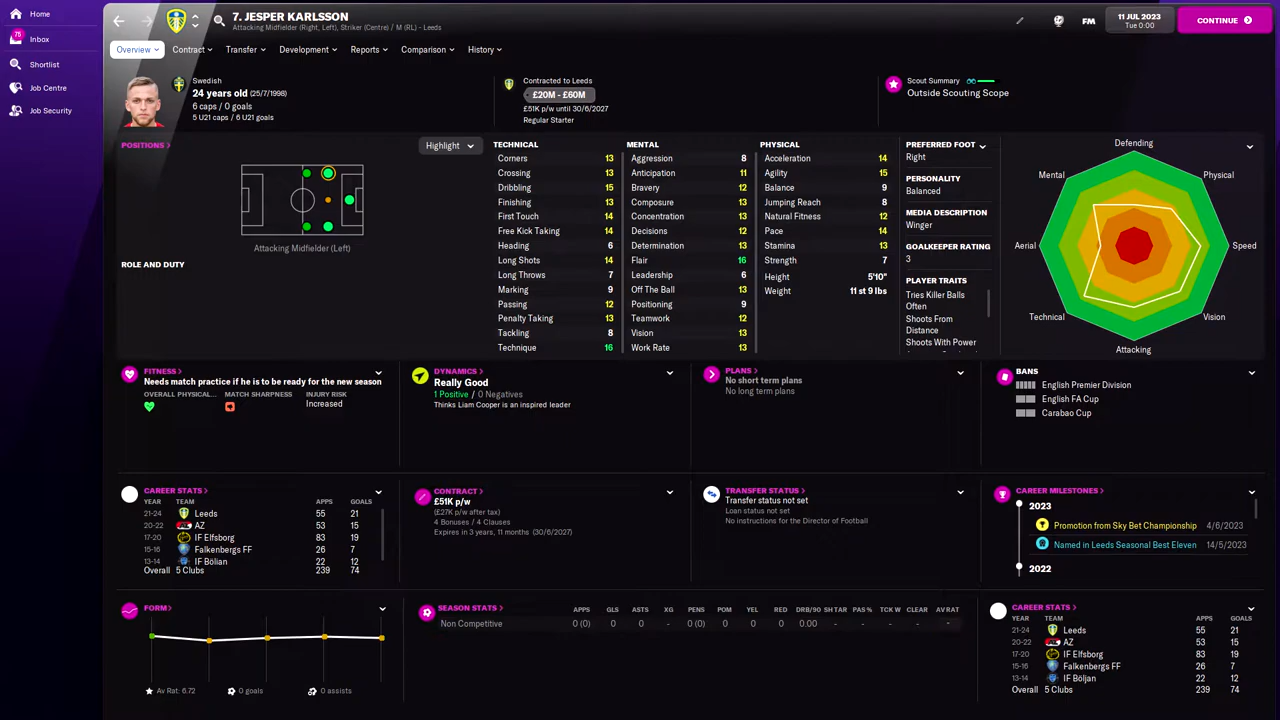 Home
75
Inbox
Shortlist
Job Centre
Job Security
7. JESPER KARLSSON
Attacking Midfielder (Right, Left), Striker (Centre) / M (RL) - Leeds
FM
11 JUL 2023
Tue 0:00
CONTINUE
Overview
Contract
Transfer
Development
Reports
Comparison
History
Swedish
24 years old (25/7/1998)
6 caps / 0 goals
5 U21 caps / 6 U21 goals
Contracted to Leeds
£20M - £60M
£51K p/w until 30/6/2027
Regular Starter
Scout Summary
Outside Scouting Scope
POSITIONS
Highlight
Attacking Midfielder (Left)
ROLE AND DUTY
TECHNICAL
Corners 13
Crossing 13
Dribbling 15
Finishing 13
First Touch 14
Free Kick Taking 14
Heading 6
Long Shots 14
Long Throws 7
Marking 9
Passing 12
Penalty Taking 13
Tackling 8
Technique 16
MENTAL
Aggression 8
Anticipation 11
Bravery 12
Composure 13
Concentration 13
Decisions 12
Determination 13
Flair 16
Leadership 6
Off The Ball 13
Positioning 9
Teamwork 12
Vision 13
Work Rate 13
PHYSICAL
Acceleration 14
Agility 15
Balance 9
Jumping Reach 8
Natural Fitness 12
Pace 14
Stamina 13
Strength 7
Height 5'10"
Weight 11 st 9 lbs
PREFERRED FOOT
Right
PERSONALITY
Balanced
MEDIA DESCRIPTION
Winger
GOALKEEPER RATING
3
PLAYER TRAITS
Tries Killer Balls
Often
Shoots From
Distance
Shoots With Power
Defending
Physical
Speed
Vision
Attacking
Technical
Aerial
Mental
FITNESS
Needs match practice if he is to be ready for the new season
OVERALL PHYSICAL... MATCH SHARPNESS INJURY RISK
Increased
DYNAMICS
Really Good
1 Positive / 0 Negatives
Thinks Liam Cooper is an inspired leader
PLANS
No short term plans
No long term plans
BANS
English Premier Division
English FA Cup
Carabao Cup
CAREER STATS
YEAR TEAM APPS GOALS
21-24 Leeds 55 21
20-22 AZ 53 15
17-20 IF Elfsborg 83 19
15-16 Falkenbergs FF 26 7
13-14 IF Böljan 22 12
Overall 5 Clubs 239 74
CONTRACT
£51K p/w
(£27K p/w after tax)
4 Bonuses / 4 Clauses
Expires in 3 years, 11 months (30/6/2027)
TRANSFER STATUS
Transfer status not set
Loan status not set
No instructions for the Director of Football
CAREER MILESTONES
2023
Promotion from Sky Bet Championship 4/6/2023
Named in Leeds Seasonal Best Eleven 14/5/2023
2022
FORM
Av Rat: 6.72 0 goals 0 assists
SEASON STATS APPS GLS ASTS XG PENS POM YEL RED DRB/90 SH TAR PAS % TCK W CLEAR AV RAT
Non Competitive 0 (0) 0 0 - 0 (0) 0 0 0 0.00 - - - - -
CAREER STATS
YEAR TEAM APPS GOALS
21-24 Leeds 55 21
20-22 AZ 53 15
17-20 IF Elfsborg 83 19
15-16 Falkenbergs FF 26 7
13-14 IF Böljan 22 12
Overall 5 Clubs 239 74